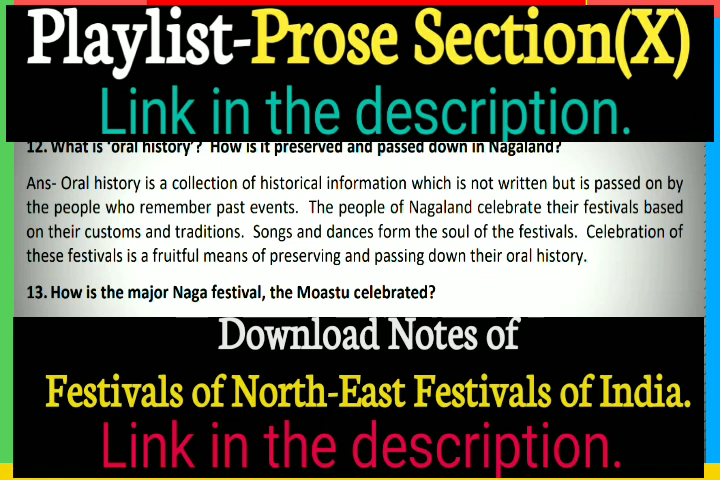 Playlist-Prose Section(X)
Link in the description.
12. What is 'oral history'? How is it preserved and passed down in Nagaland?
Ans- Oral history is a collection of historical information which is not written but is passed on by
the people who remember past events. The people of Nagaland celebrate their festivals based
on their customs and traditions. Songs and dances form the soul of the festivals. Celebration of
these festivals is a fruitful means of preserving and passing down their oral history.
13. How is the major Naga festival, the Moastu celebrated?
Download Notes of
Festivals of North-East Festivals of India.
Link in the description.